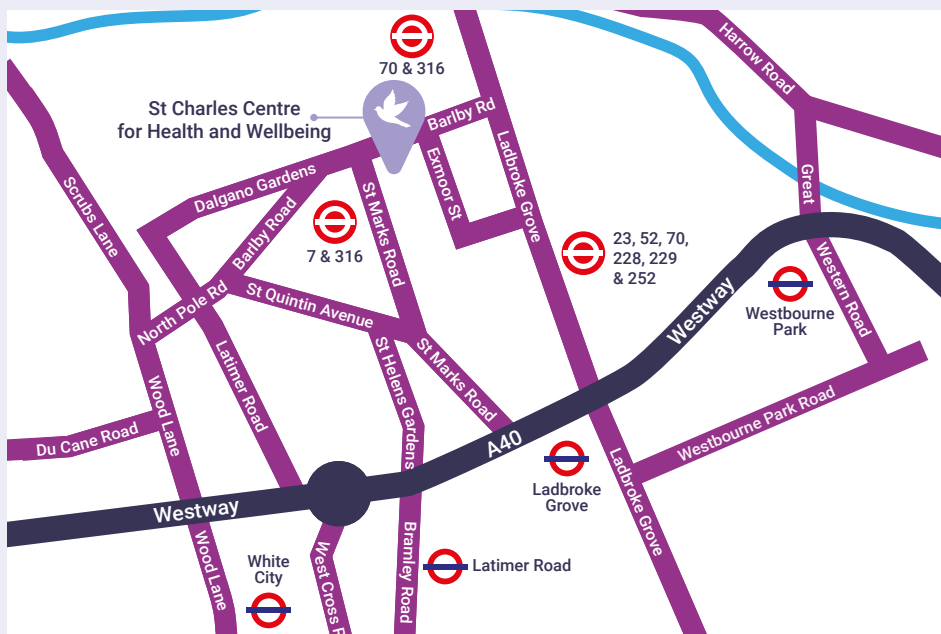 70 & 316
Harrow Road
St Charles Centre
for Health and Wellbeing
Barlby Rd
Exmoor St
Ladbroke Grove
Great
Scrubs Lane
Dalgano Gardens
Barlby Road
St Marks Road
7 & 316
23, 52, 70,
228, 229
& 252
Western Road
Westbourne
Park
Westway
North Pole Rd
St Quintin Avenue
Latimer Road
St Helens Gardens
St Marks Road
Wood Lane
Du Cane Road
Westbourne Park Road
A40
Ladbroke
Grove
Ladbroke Grove
Westway
Wood Lane
White
City
West Cross R
Bramley Road
Latimer Road